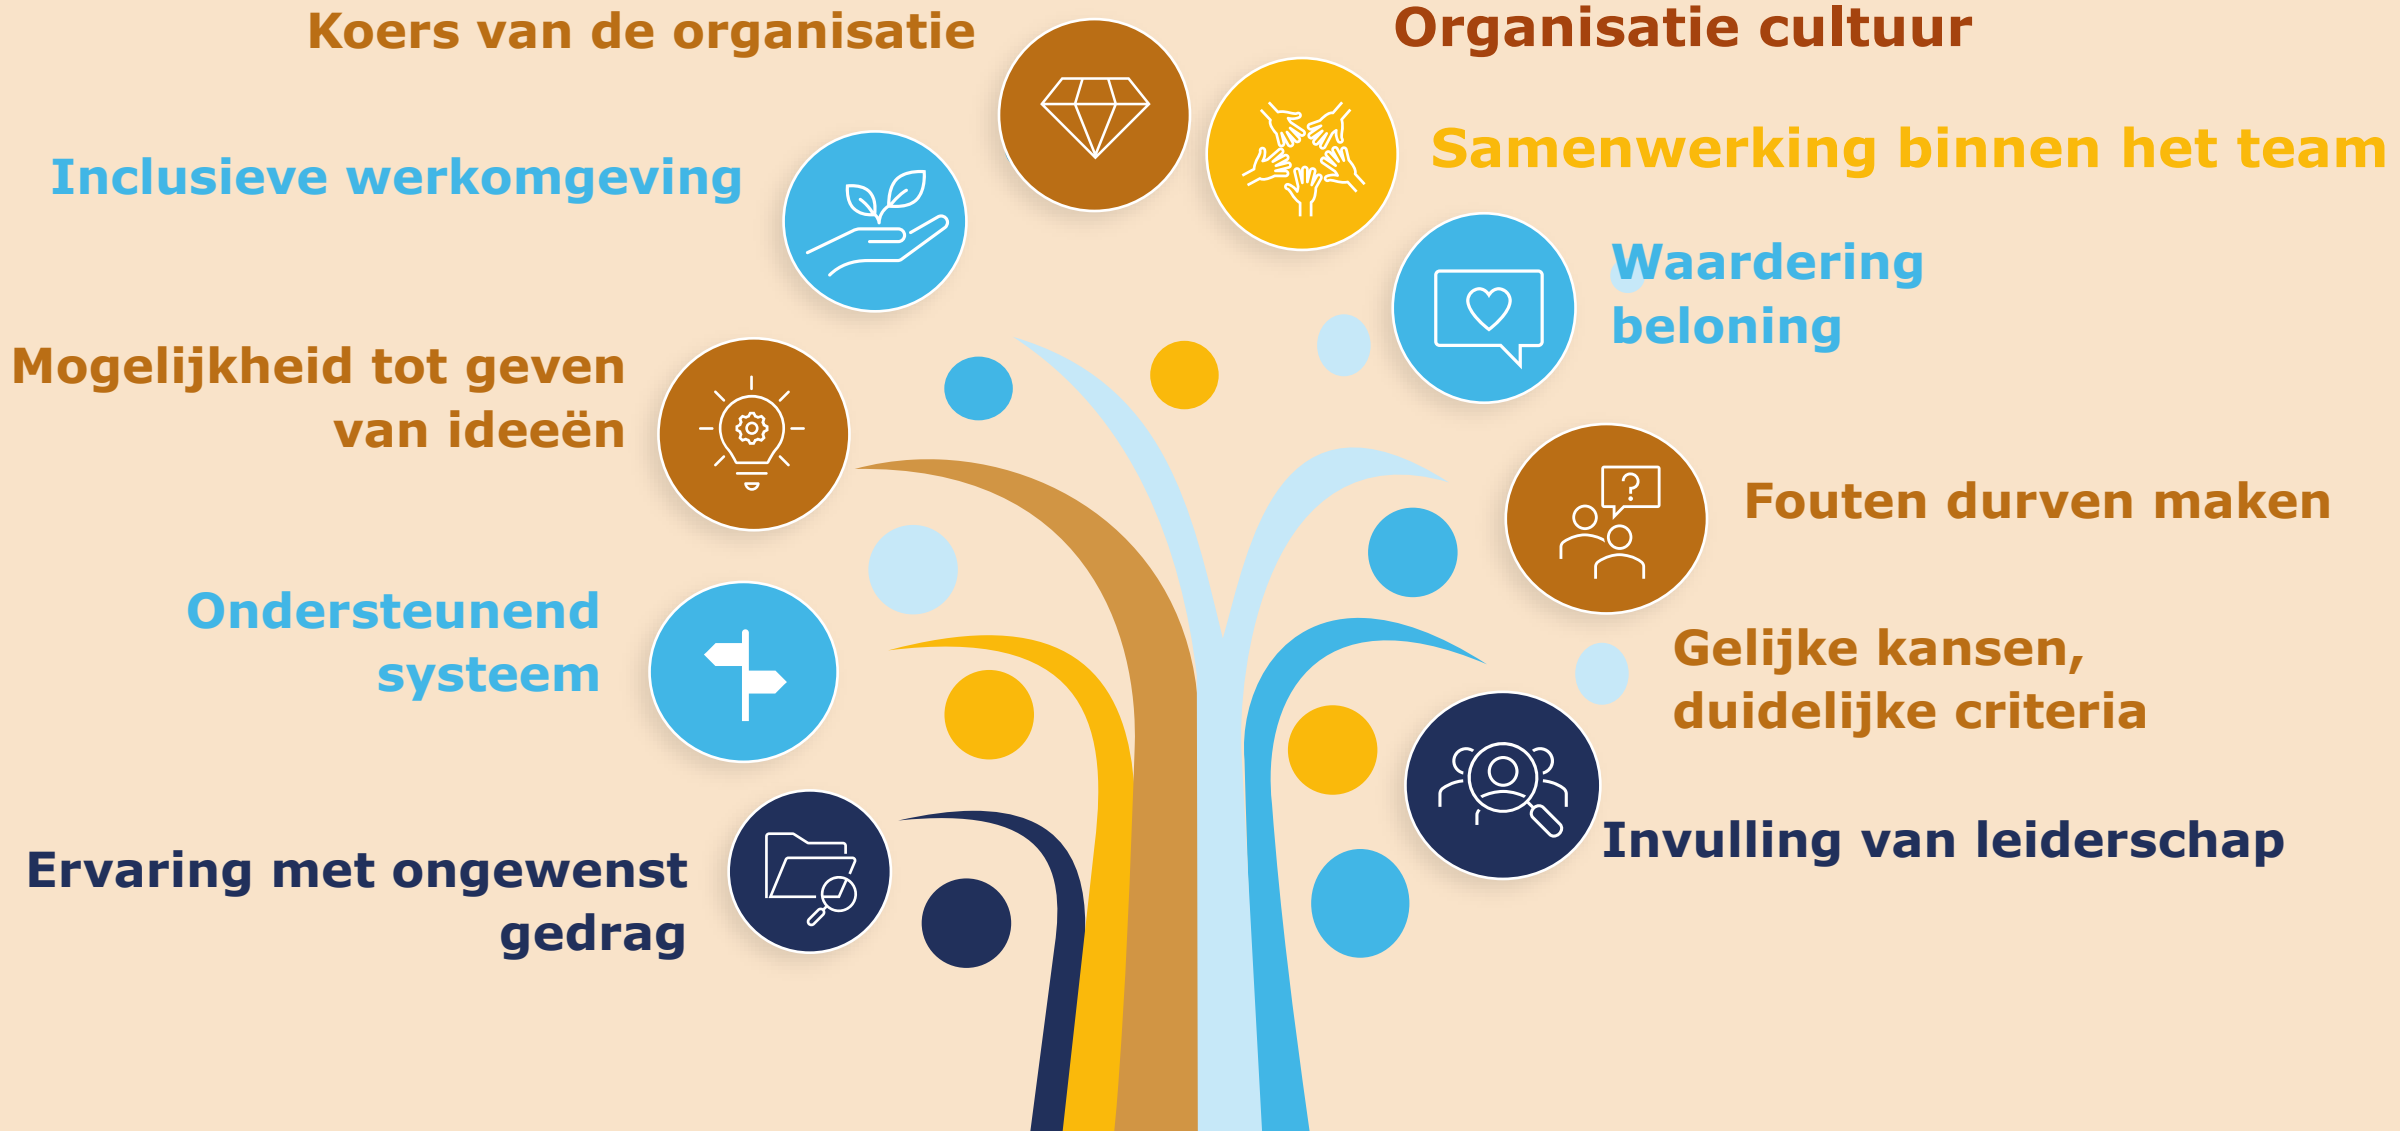 Koers van de organisatie
Organisatie cultuur
Samenwerking binnen het team
Inclusieve werkomgeving
Waardering
beloning
Mogelijkheid tot geven
van ideeën
Fouten durven maken
Ondersteunend
systeem
Gelijke kansen,
duidelijke criteria
Invulling van leiderschap
Ervaring met ongewenst
gedrag
?